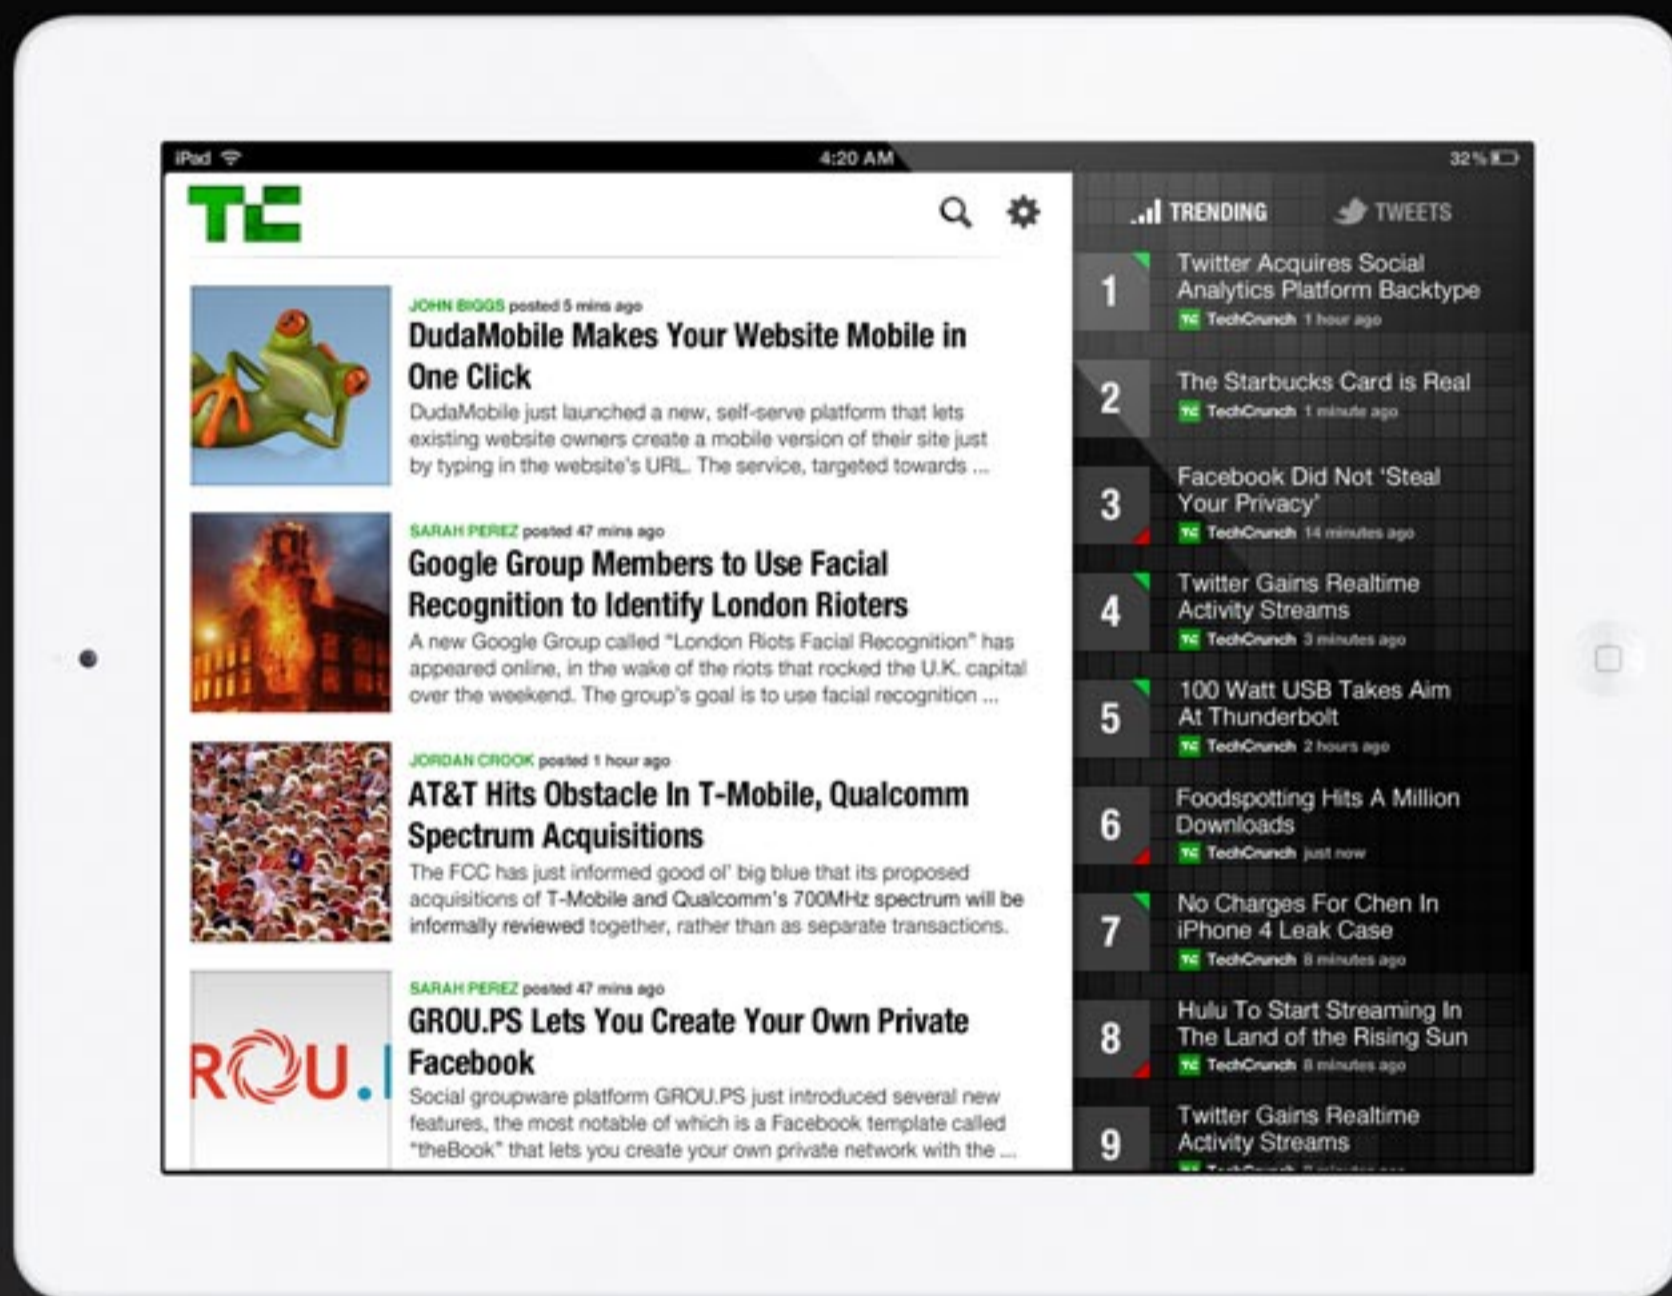 iPad
4:20 AM
32%
TC
JOHN BIGGS posted 5 mins ago
DudaMobile Makes Your Website Mobile in
One Click
DudaMobile just launched a new, self-serve platform that lets
existing website owners create a mobile version of their site just
by typing in the website's URL. The service, targeted towards ...
SARAH PEREZ posted 47 mins ago
Google Group Members to Use Facial
Recognition to Identify London Rioters
A new Google Group called "London Riots Facial Recognition" has
appeared online, in the wake of the riots that rocked the U.K. capital
over the weekend. The group's goal is to use facial recognition ...
JORDAN CROOK posted 1 hour ago
AT&T Hits Obstacle In T-Mobile, Qualcomm
Spectrum Acquisitions
The FCC has just informed good ol' big blue that its proposed
acquisitions of T-Mobile and Qualcomm's 700MHz spectrum will be
informally reviewed together, rather than as separate transactions.
ROU.
SARAH PEREZ posted 47 mins ago
GROU.PS Lets You Create Your Own Private
Facebook
Social groupware platform GROU.PS just introduced several new
features, the most notable of which is a Facebook template called
"theBook" that lets you create your own private network with the ...
TRENDING
TWEETS
1
Twitter Acquires Social
Analytics Platform Backtype
TC TechCrunch 1 hour ago
2
The Starbucks Card is Real
TC TechCrunch 1 minute ago
3
Facebook Did Not 'Steal
Your Privacy'
TC TechCrunch 14 minutes ago
4
Twitter Gains Realtime
Activity Streams
TC TechCrunch 3 minutes ago
5
100 Watt USB Takes Aim
At Thunderbolt
TC TechCrunch 2 hours ago
6
Foodspotting Hits A Million
Downloads
TC TechCrunch just now
7
No Charges For Chen In
iPhone 4 Leak Case
TC TechCrunch 8 minutes ago
8
Hulu To Start Streaming In
The Land of the Rising Sun
TC TechCrunch 8 minutes ago
9
Twitter Gains Realtime
Activity Streams